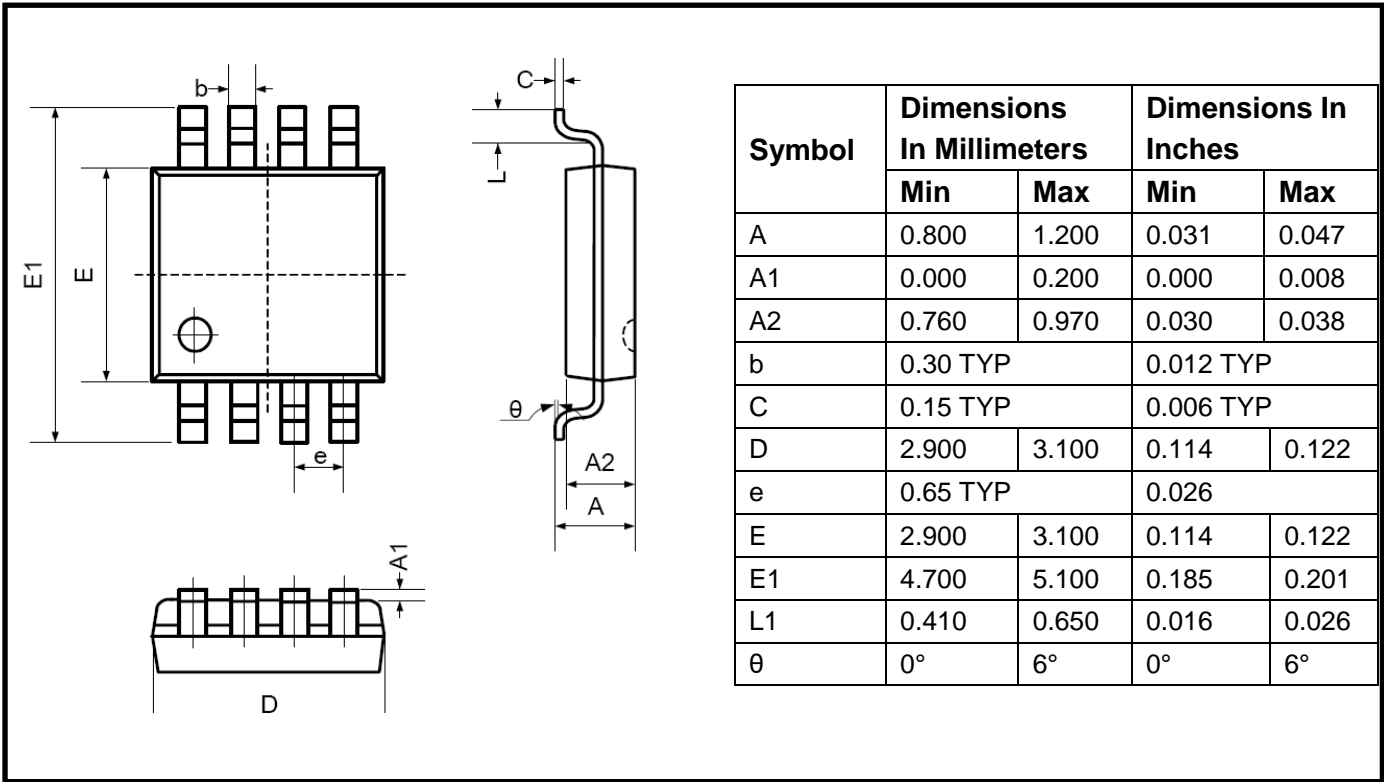 b
C
L
E1
E
θ
e
A2
A
A1
D
Symbol Dimensions In Millimeters Dimensions In Inches
Min Max Min Max
A 0.800 1.200 0.031 0.047
A1 0.000 0.200 0.000 0.008
A2 0.760 0.970 0.030 0.038
b 0.30 TYP 0.012 TYP
C 0.15 TYP 0.006 TYP
D 2.900 3.100 0.114 0.122
e 0.65 TYP 0.026
E 2.900 3.100 0.114 0.122
E1 4.700 5.100 0.185 0.201
L1 0.410 0.650 0.016 0.026
θ 0° 6° 0° 6°